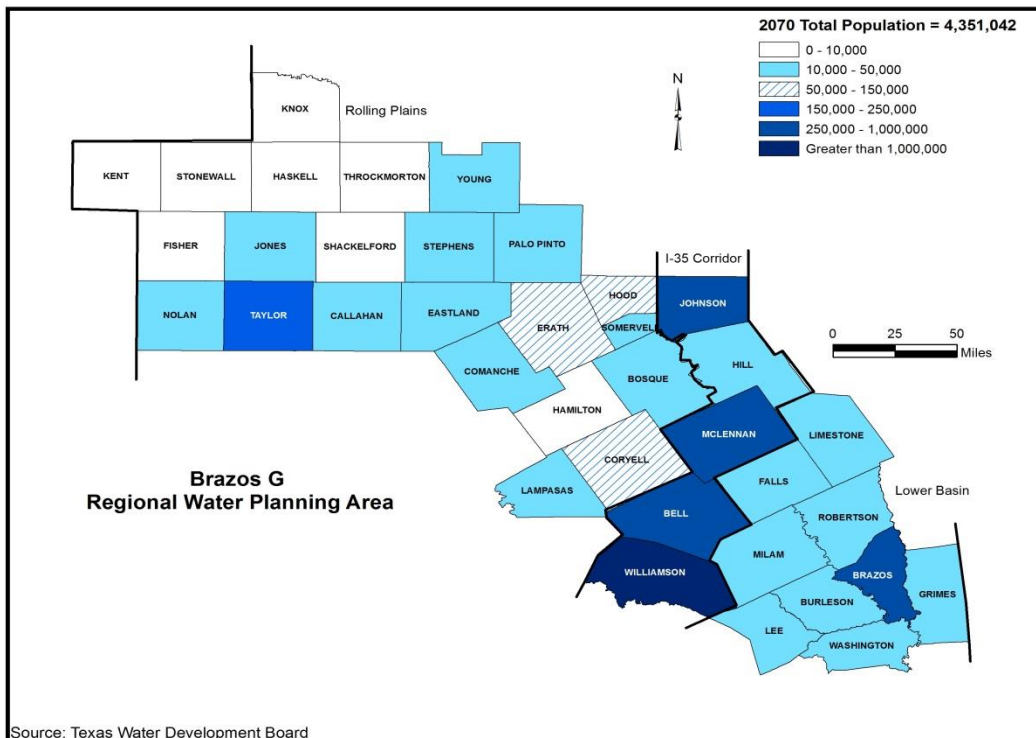 2070 Total Population = 4,351,042
0 - 10,000
10,000 - 50,000
50,000 - 150,000
150,000 - 250,000
250,000 - 1,000,000
Greater than 1,000,000
N
KNOX
Rolling Plains
KENT
STONEWALL
HASKELL
THROCKMORTON
YOUNG
FISHER
JONES
SHACKELFORD
STEPHENS
PALO PINTO
I-35 Corridor
NOLAN
TAYLOR
CALLAHAN
EASTLAND
ERATH
HOOD
SOMERVELL
JOHNSON
0 25 50
Miles
COMANCHE
BOSQUE
HILL
HAMILTON
MCLENNAN
LIMESTONE
CORYELL
FALLS
LAMPASAS
Brazos G
Regional Water Planning Area
BELL
ROBERTSON
Lower Basin
MILAM
WILLIAMSON
BRAZOS
GRIMES
BURLESON
LEE
WASHINGTON
Source: Texas Water Development Board